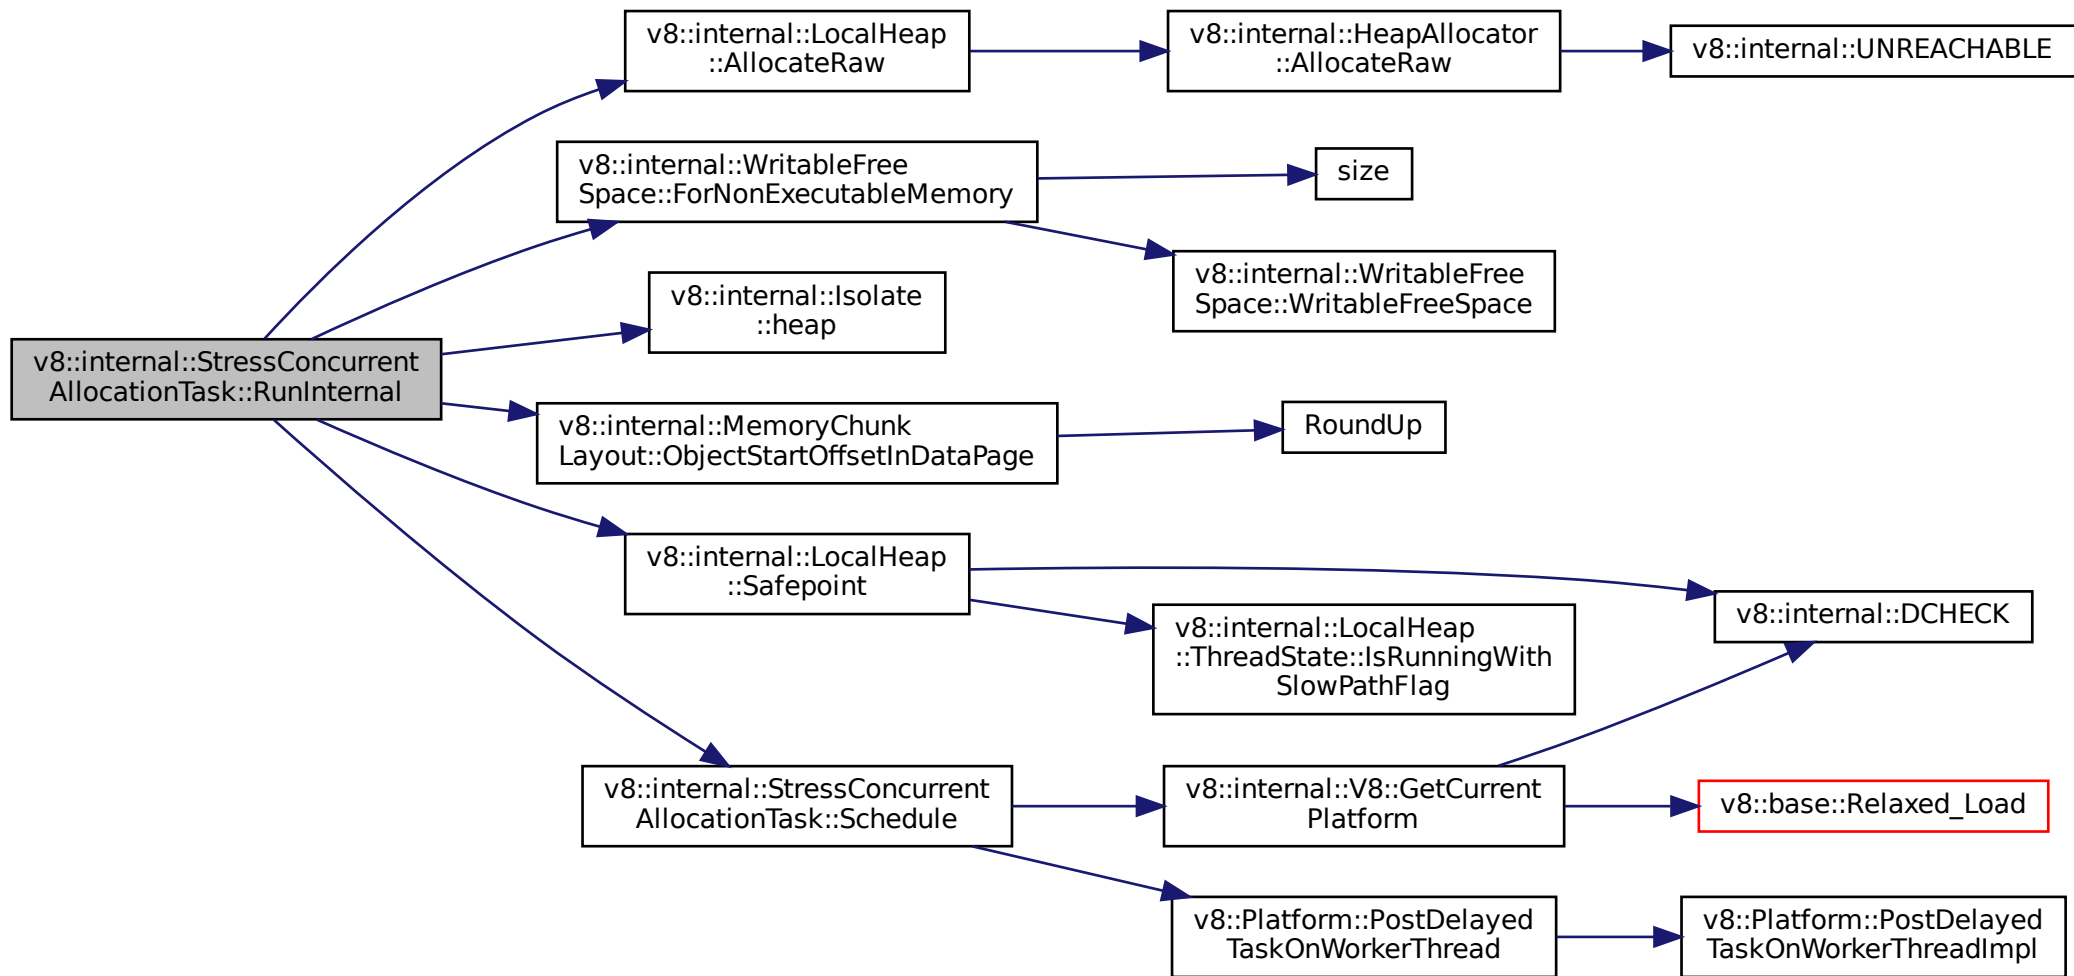 v8::internal::StressConcurrent
AllocationTask::RunInternal
v8::internal::LocalHeap
::AllocateRaw
v8::internal::HeapAllocator
::AllocateRaw
v8::internal::UNREACHABLE
v8::internal::WritableFree
Space::ForNonExecutableMemory
size
v8::internal::WritableFree
Space::WritableFreeSpace
v8::internal::Isolate
::heap
v8::internal::MemoryChunk
Layout::ObjectStartOffsetInDataPage
RoundUp
v8::internal::LocalHeap
::Safepoint
v8::internal::DCHECK
v8::internal::LocalHeap
::ThreadState::IsRunningWith
SlowPathFlag
v8::internal::StressConcurrent
AllocationTask::Schedule
v8::internal::V8::GetCurrent
Platform
v8::base::Relaxed_Load
v8::Platform::PostDelayed
TaskOnWorkerThread
v8::Platform::PostDelayed
TaskOnWorkerThreadImpl